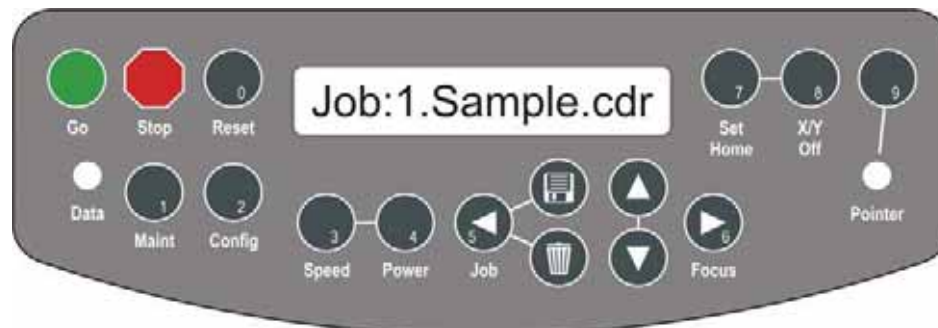 Job:1.Sample.cdr
Go
Stop
0
Reset
7
Set
Home
8
X/Y
Off
9
Data
1
Maint
2
Config
3
Speed
4
Power
5
Job
6
Focus
Pointer